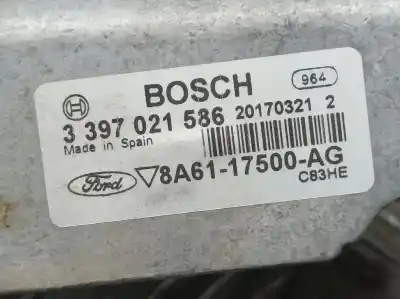 BOSCH
964
3 397 021 586 20170321 2
Made in Spain
Ford
8A61-17500-AG
C83HE